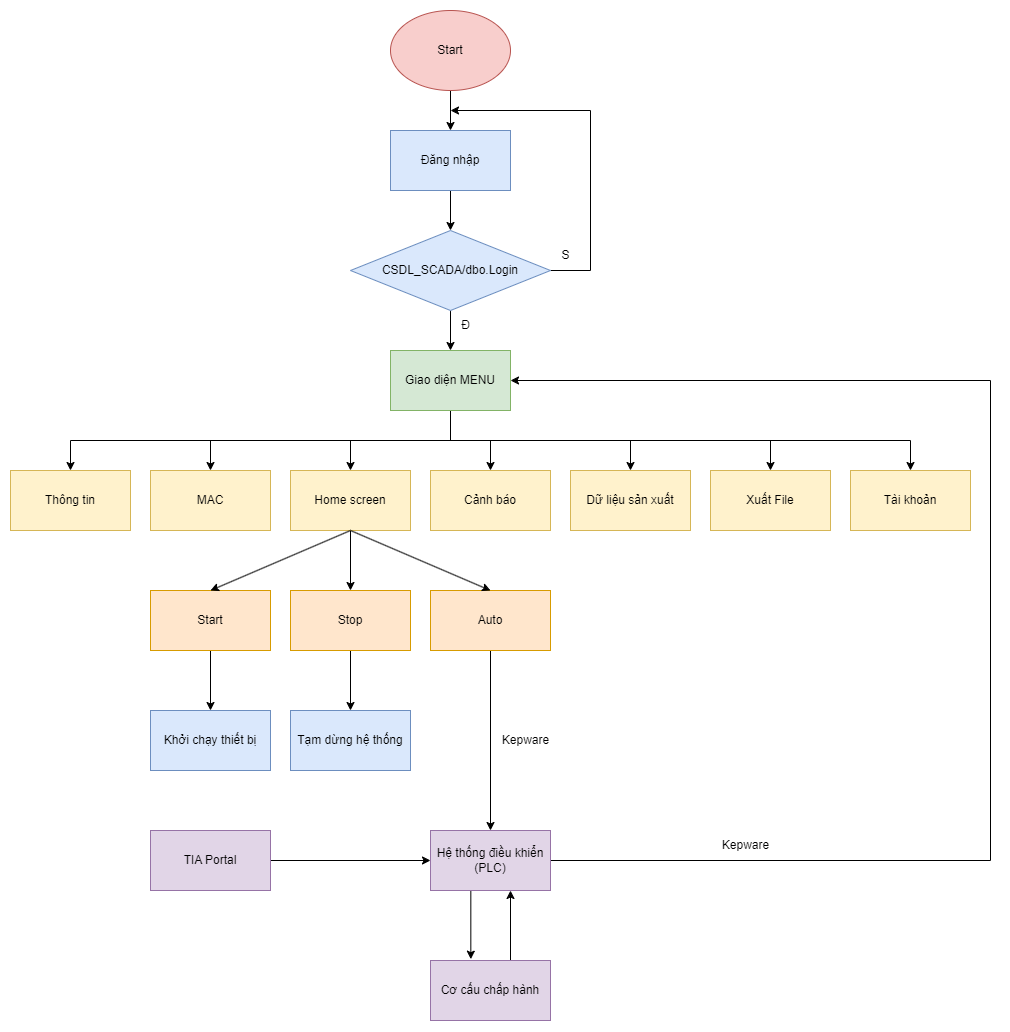 Start
Đăng nhập
CSDL_SCADA/dbo.Login
S
Đ
Giao diện MENU
Thông tin
MAC
Home screen
Cảnh báo
Dữ liệu sản xuất
Xuất File
Tài khoản
Start
Stop
Auto
Khởi chạy thiết bị
Tạm dừng hệ thống
Kepware
TIA Portal
Hệ thống điều khiển
(PLC)
Kepware
Cơ cấu chấp hành